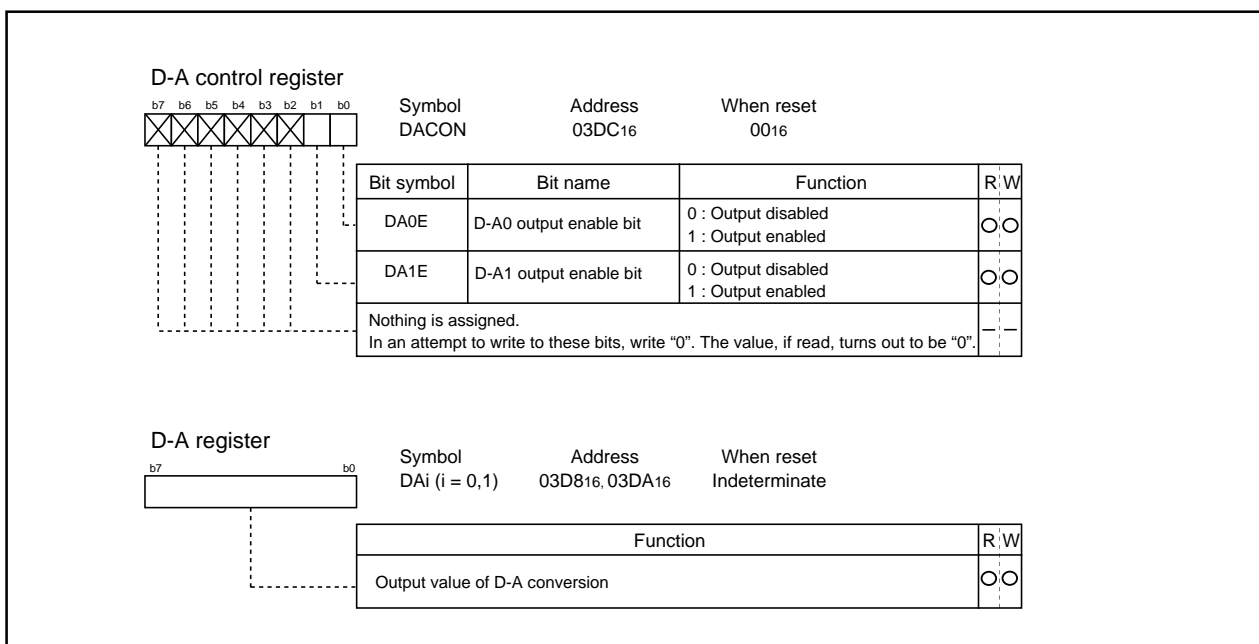 D-A control register
b7 b6 b5 b4 b3 b2 b1 b0
Symbol Address When reset
DACON 03DC16 0016
Bit symbol Bit name Function R W
DA0E D-A0 output enable bit 0 : Output disabled
1 : Output enabled
DA1E D-A1 output enable bit 0 : Output disabled
1 : Output enabled
Nothing is assigned.
In an attempt to write to these bits, write “0”. The value, if read, turns out to be “0”.
D-A register
b7 b0
Symbol Address When reset
DAi (i = 0,1) 03D816, 03DA16 Indeterminate
Function R W
Output value of D-A conversion